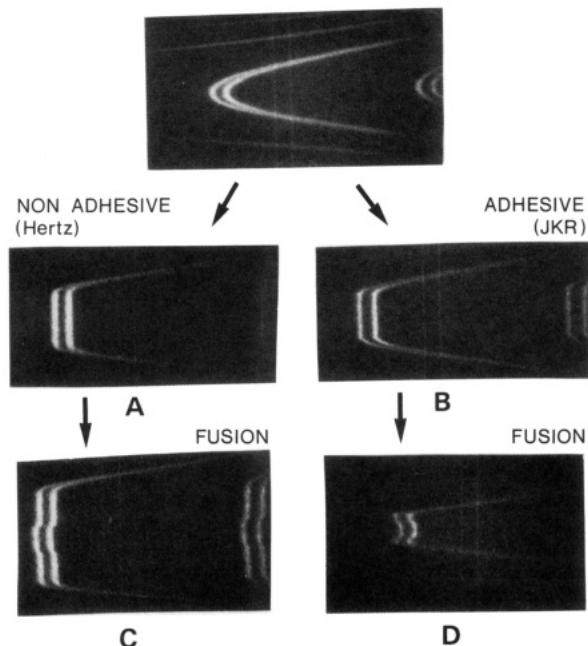 NON ADHESIVE
(Hertz)
ADHESIVE
(JKR)
A
B
FUSION
FUSION
C
D